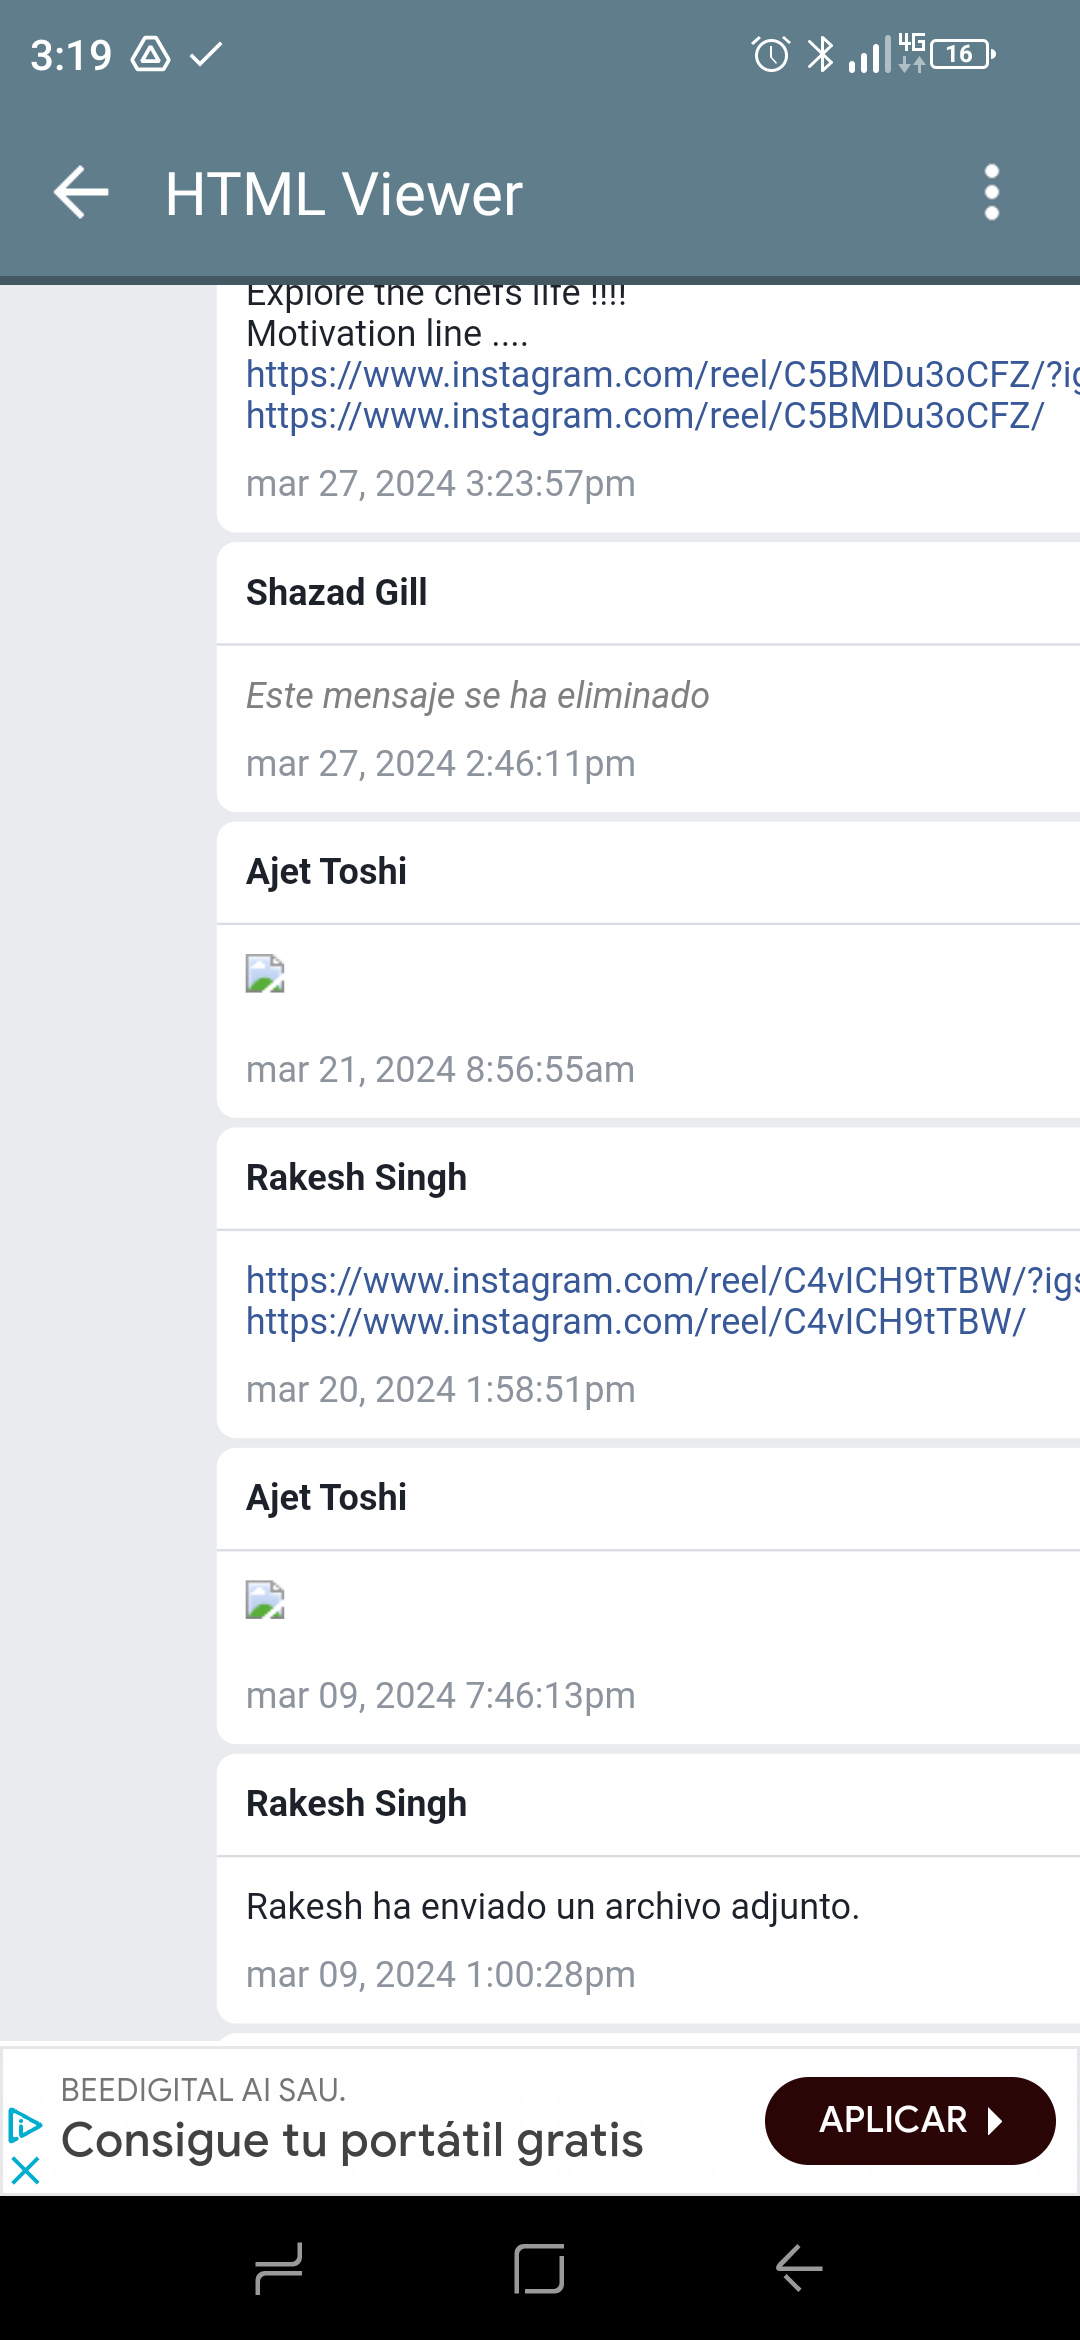 3:19
4G
16
HTML Viewer
Explore the chefs life !!!!
Motivation line ....
https://www.instagram.com/reel/C5BMDu3oCFZ/?ig
https://www.instagram.com/reel/C5BMDu3oCFZ/
mar 27, 2024 3:23:57pm
Shazad Gill
Este mensaje se ha eliminado
mar 27, 2024 2:46:11pm
Ajet Toshi
mar 21, 2024 8:56:55am
Rakesh Singh
https://www.instagram.com/reel/C4vICH9tTBW/?igs
https://www.instagram.com/reel/C4vICH9tTBW/
mar 20, 2024 1:58:51pm
Ajet Toshi
mar 09, 2024 7:46:13pm
Rakesh Singh
Rakesh ha enviado un archivo adjunto.
mar 09, 2024 1:00:28pm
BEEDIGITAL AI SAU.
Consigue tu portátil gratis
APLICAR